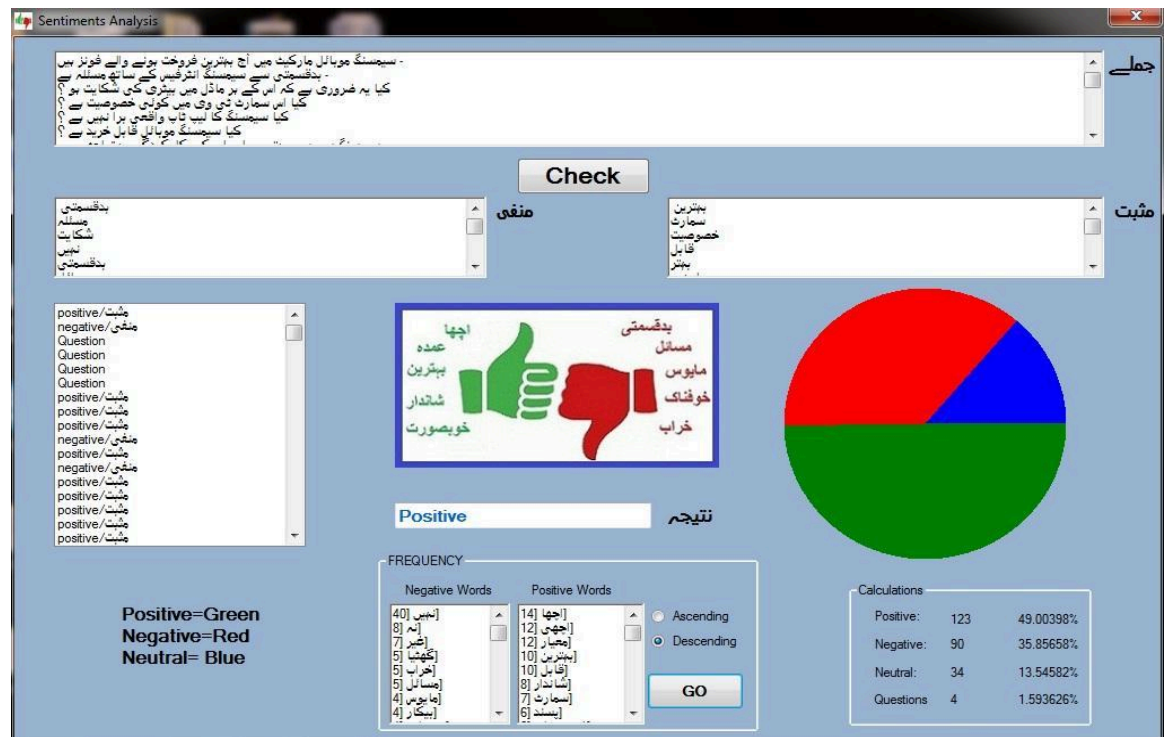 Sentiments Analysis
جملے
- سیمسنگ موبائل مارکیٹ میں آج بہترین فروخت ہونے والے فونز ہیں
- بدقسمتی سے سیمسنگ انٹرفیس کے ساتھ مسئلہ ہے
کیا یہ ضروری ہے کہ اس کے ہر ماڈل میں بیٹری کی شکایت ہو ؟
کیا اس سمارٹ ٹی وی میں کوئی خصوصیت ہے ؟
کیا سیمسنگ کا لیپ ٹاپ واقعی برا نہیں ہے ؟
کیا سیمسنگ موبائل قابل خرید ہے ؟
Check
مثبت
بہترین
سمارٹ
خصوصیت
قابل
بہتر
منفی
بدقسمتی
مسئلہ
شکایت
نہیں
بدقسمتی
positive/مثبت
negative/منفی
Question
Question
Question
Question
positive/مثبت
positive/مثبت
positive/مثبت
negative/منفی
positive/مثبت
negative/منفی
positive/مثبت
positive/مثبت
positive/مثبت
positive/مثبت
positive/مثبت
اچھا
عمدہ
بہترین
شاندار
خوبصورت
بدقسمتی
مسائل
مایوس
خوفناک
خراب
نتیجہ
Positive
Positive=Green
Negative=Red
Neutral= Blue
FREQUENCY
Negative Words
40] نہیں]
8] نہ]
7] غیر]
5] گھٹیا]
5] خراب]
5] مسائل]
4] مایوس]
4] بیکار]
Positive Words
14] اچھا]
12] اچھی]
12] معیار]
10] بہترین]
10] قابل]
8] شاندار]
7] سمارٹ]
6] پسند]
Ascending
Descending
GO
Calculations
Positive: 123 49.00398%
Negative: 90 35.85658%
Neutral: 34 13.54582%
Questions 4 1.593626%